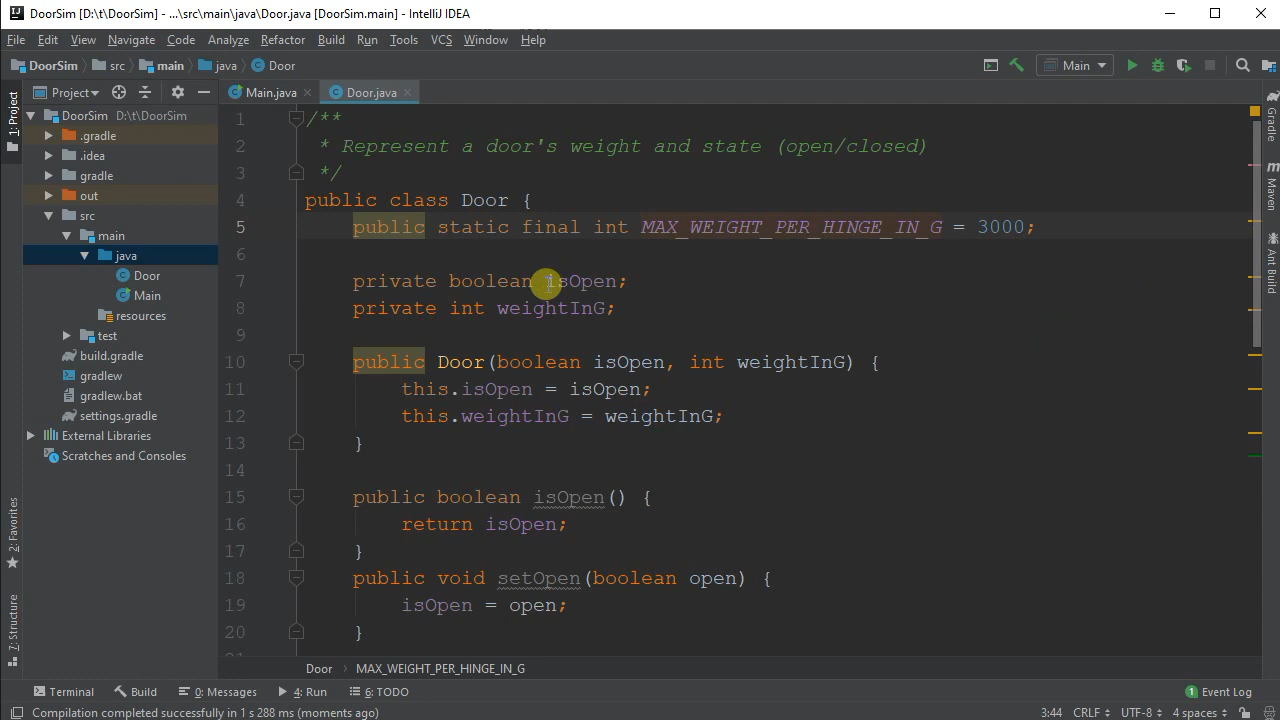 DoorSim [D:\t\DoorSim] - ...\src\main\java\Door.java [DoorSim.main] - IntelliJ IDEA
File Edit View Navigate Code Analyze Refactor Build Run Tools VCS Window Help
DoorSim src main java Door Main
1: Project
2: Favorites
7: Structure
Project
DoorSim D:\t\DoorSim
.gradle
.idea
gradle
out
src
main
java
Door
Main
resources
test
build.gradle
gradlew
gradlew.bat
settings.gradle
External Libraries
Scratches and Consoles
Main.java Door.java
1 /**
2 * Represent a door's weight and state (open/closed)
3 */
4 public class Door {
5 public static final int MAX_WEIGHT_PER_HINGE_IN_G = 3000;
6
7 private boolean isOpen;
8 private int weightInG;
9
10 public Door(boolean isOpen, int weightInG) {
11 this.isOpen = isOpen;
12 this.weightInG = weightInG;
13 }
14
15 public boolean isOpen() {
16 return isOpen;
17 }
18 public void setOpen(boolean open) {
19 isOpen = open;
20 }
Door MAX_WEIGHT_PER_HINGE_IN_G
Gradle
Maven
Ant Build
Terminal Build 0: Messages 4: Run 6: TODO 1 Event Log
Compilation completed successfully in 1 s 288 ms (moments ago) 3:44 CRLF UTF-8 4 spaces